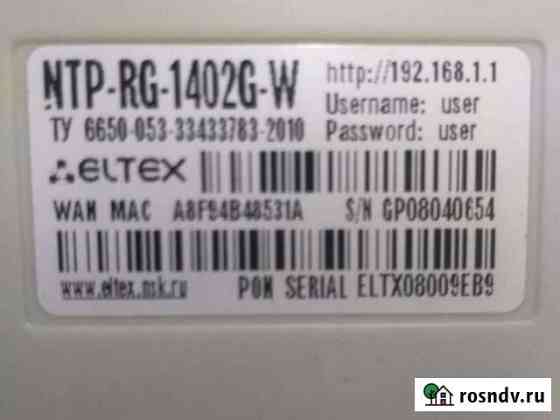 NTP-RG-1402G-W
http://192.168.1.1
Username: user
ТУ 6650-053-33433783-2010
Password: user
ELTEX
WAN MAC A8F94B48531A
S/N GP08040654
www.eltex.nsk.ru
PON SERIAL ELTX08009EB9
rosndv.ru